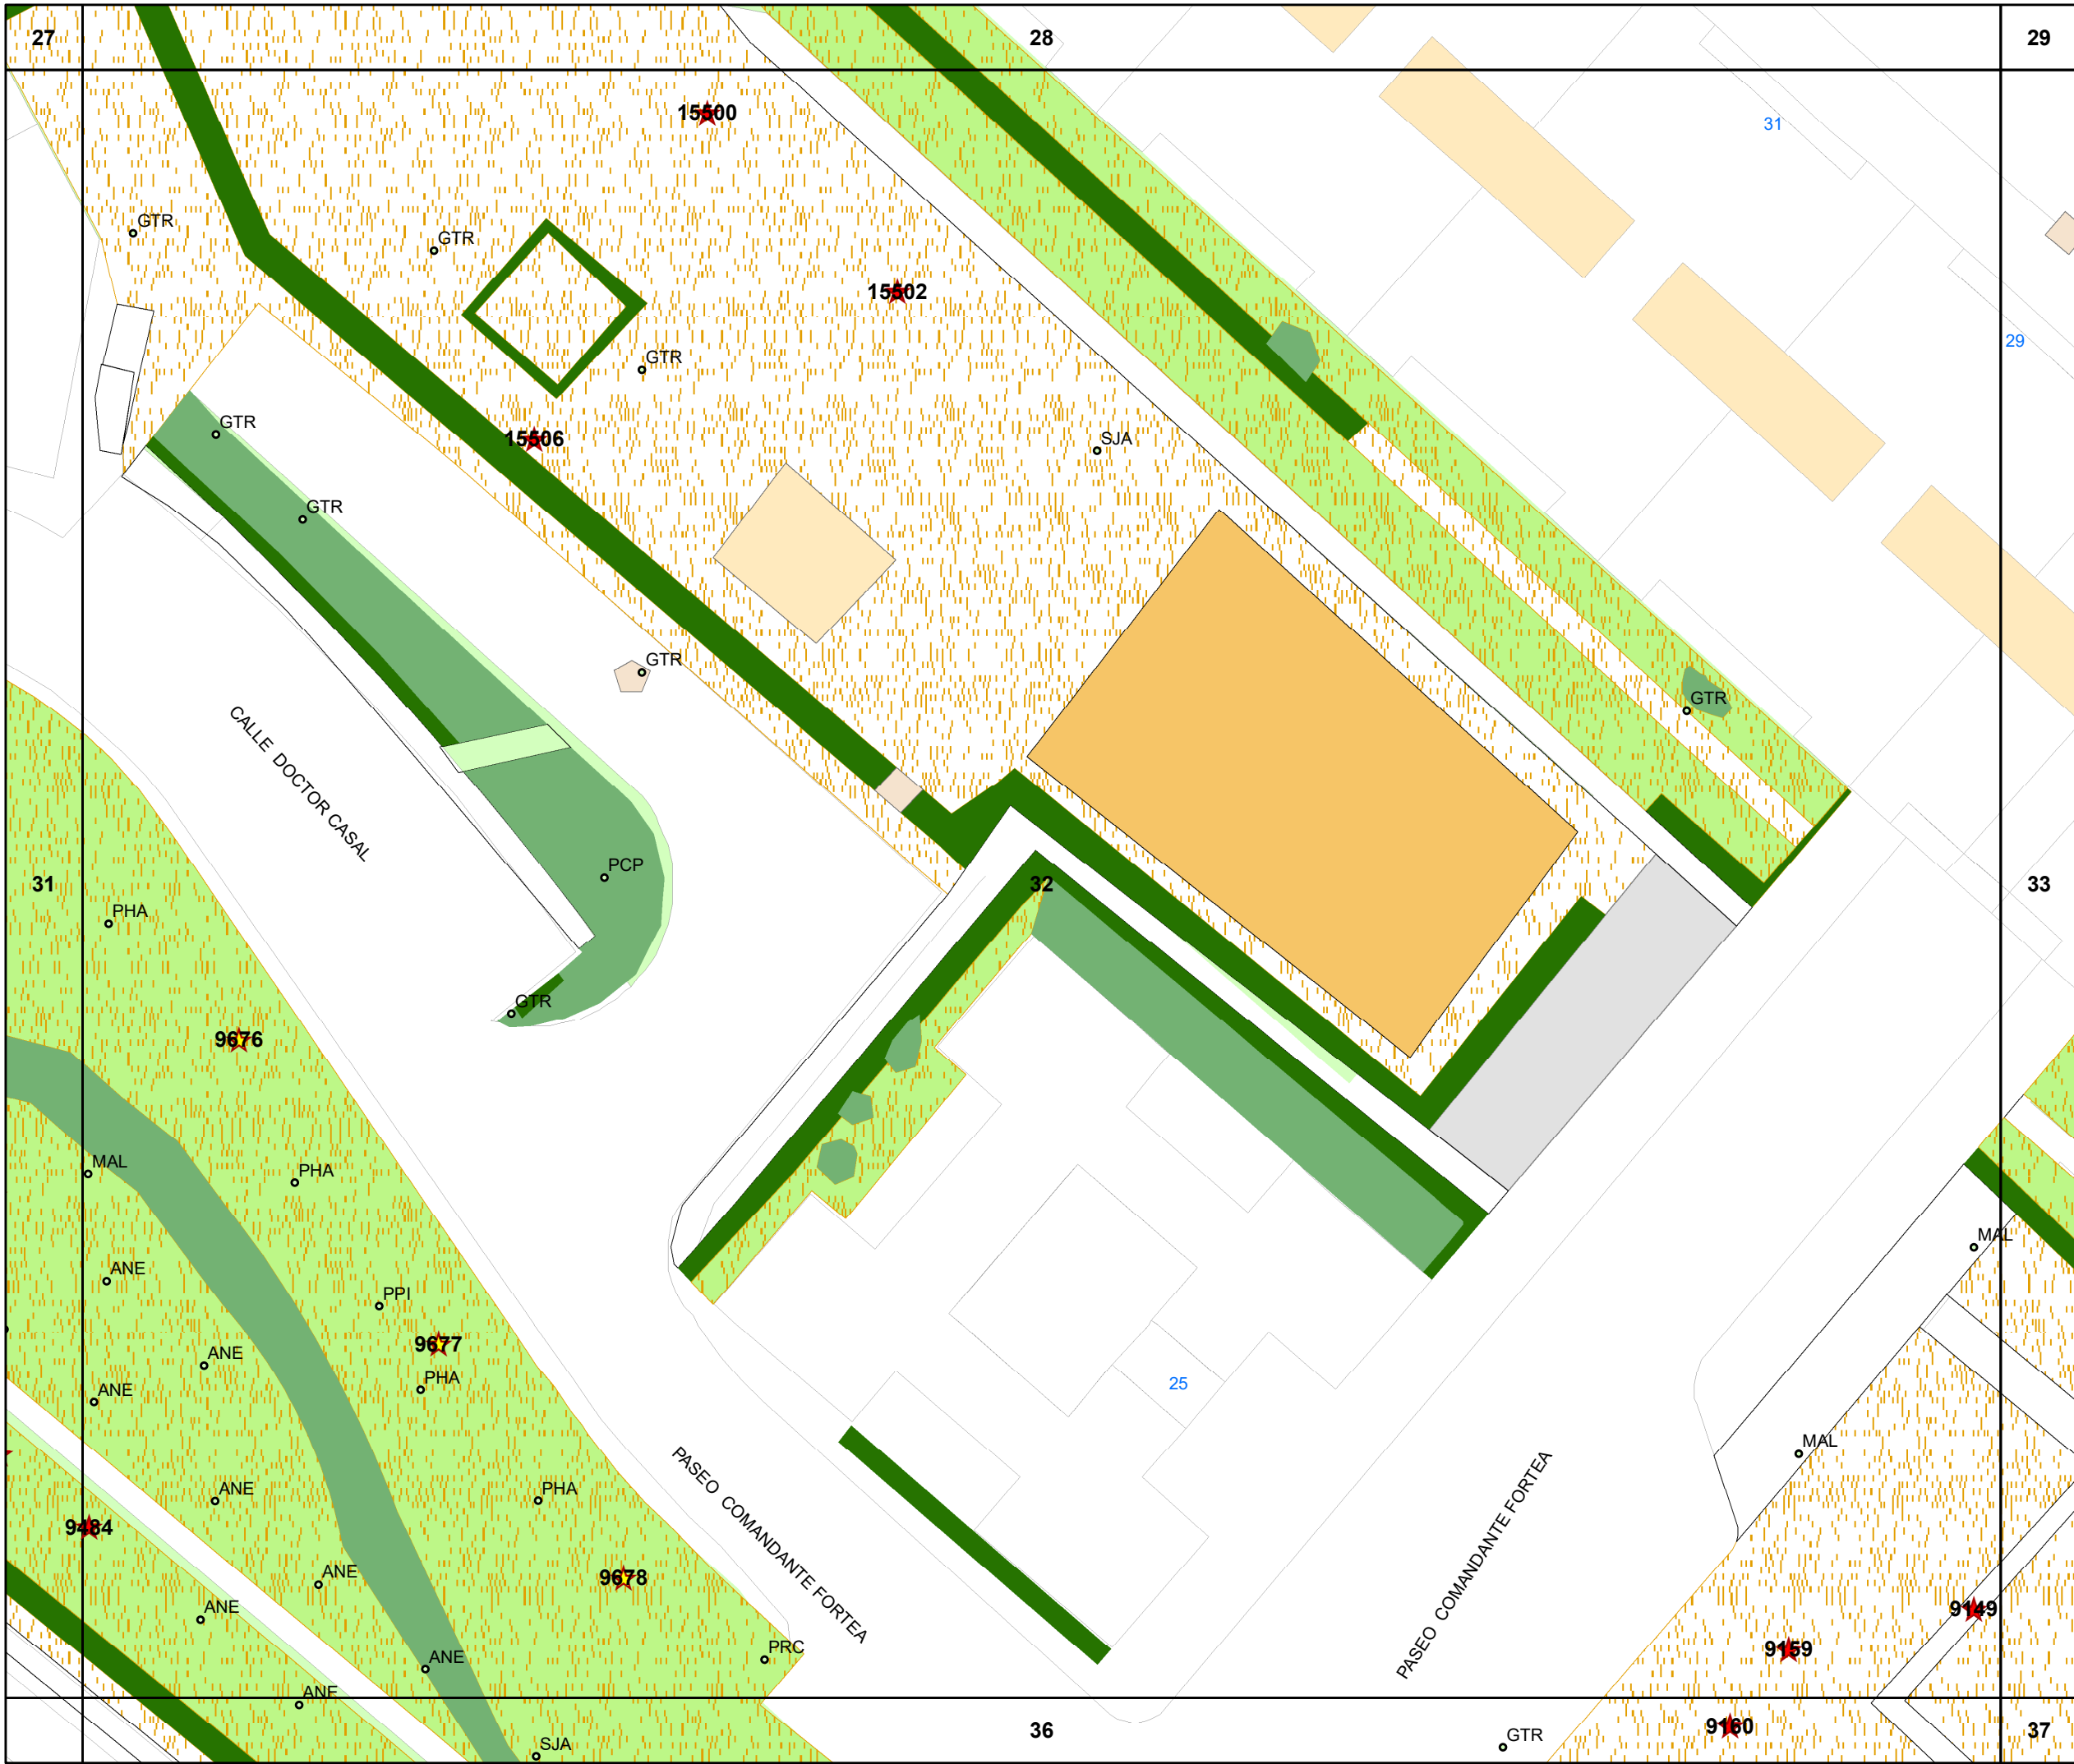 27
28
29
15500
31
GTR
GTR
15502
29
GTR
GTR
15506
SJA
GTR
GTR
GTR
CALLE DOCTOR CASAL
PCP
31
32
33
PHA
GTR
9676
MAL
PHA
MAL
ANE
PPI
9677
ANE
PHA
25
ANE
MAL
PASEO COMANDANTE FORTEA
PASEO COMANDANTE FORTEA
ANE
PHA
9484
9678
ANE
ANE
9149
PRC
9159
ANE
ANE
36
9160
37
GTR
SJA